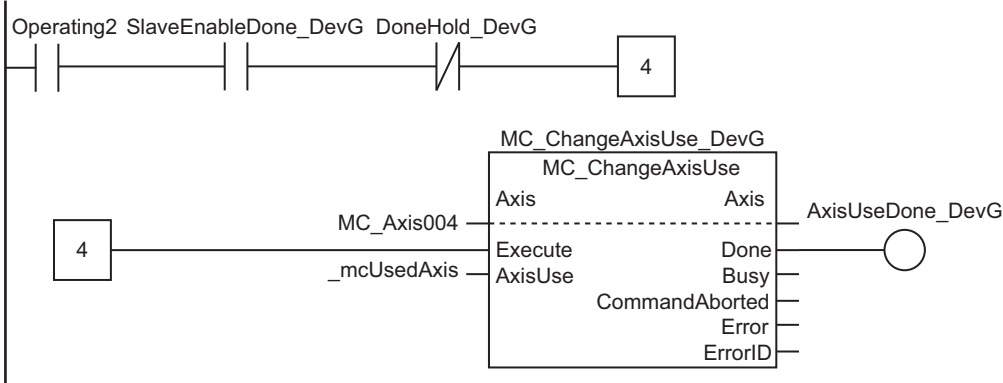 Operating2 SlaveEnableDone_DevG DoneHold_DevG
4
MC_ChangeAxisUse_DevG
MC_ChangeAxisUse
Axis Axis
MC_Axis004
AxisUseDone_DevG
4
Execute Done
_mcUsedAxis AxisUse Busy
CommandAborted
Error
ErrorID